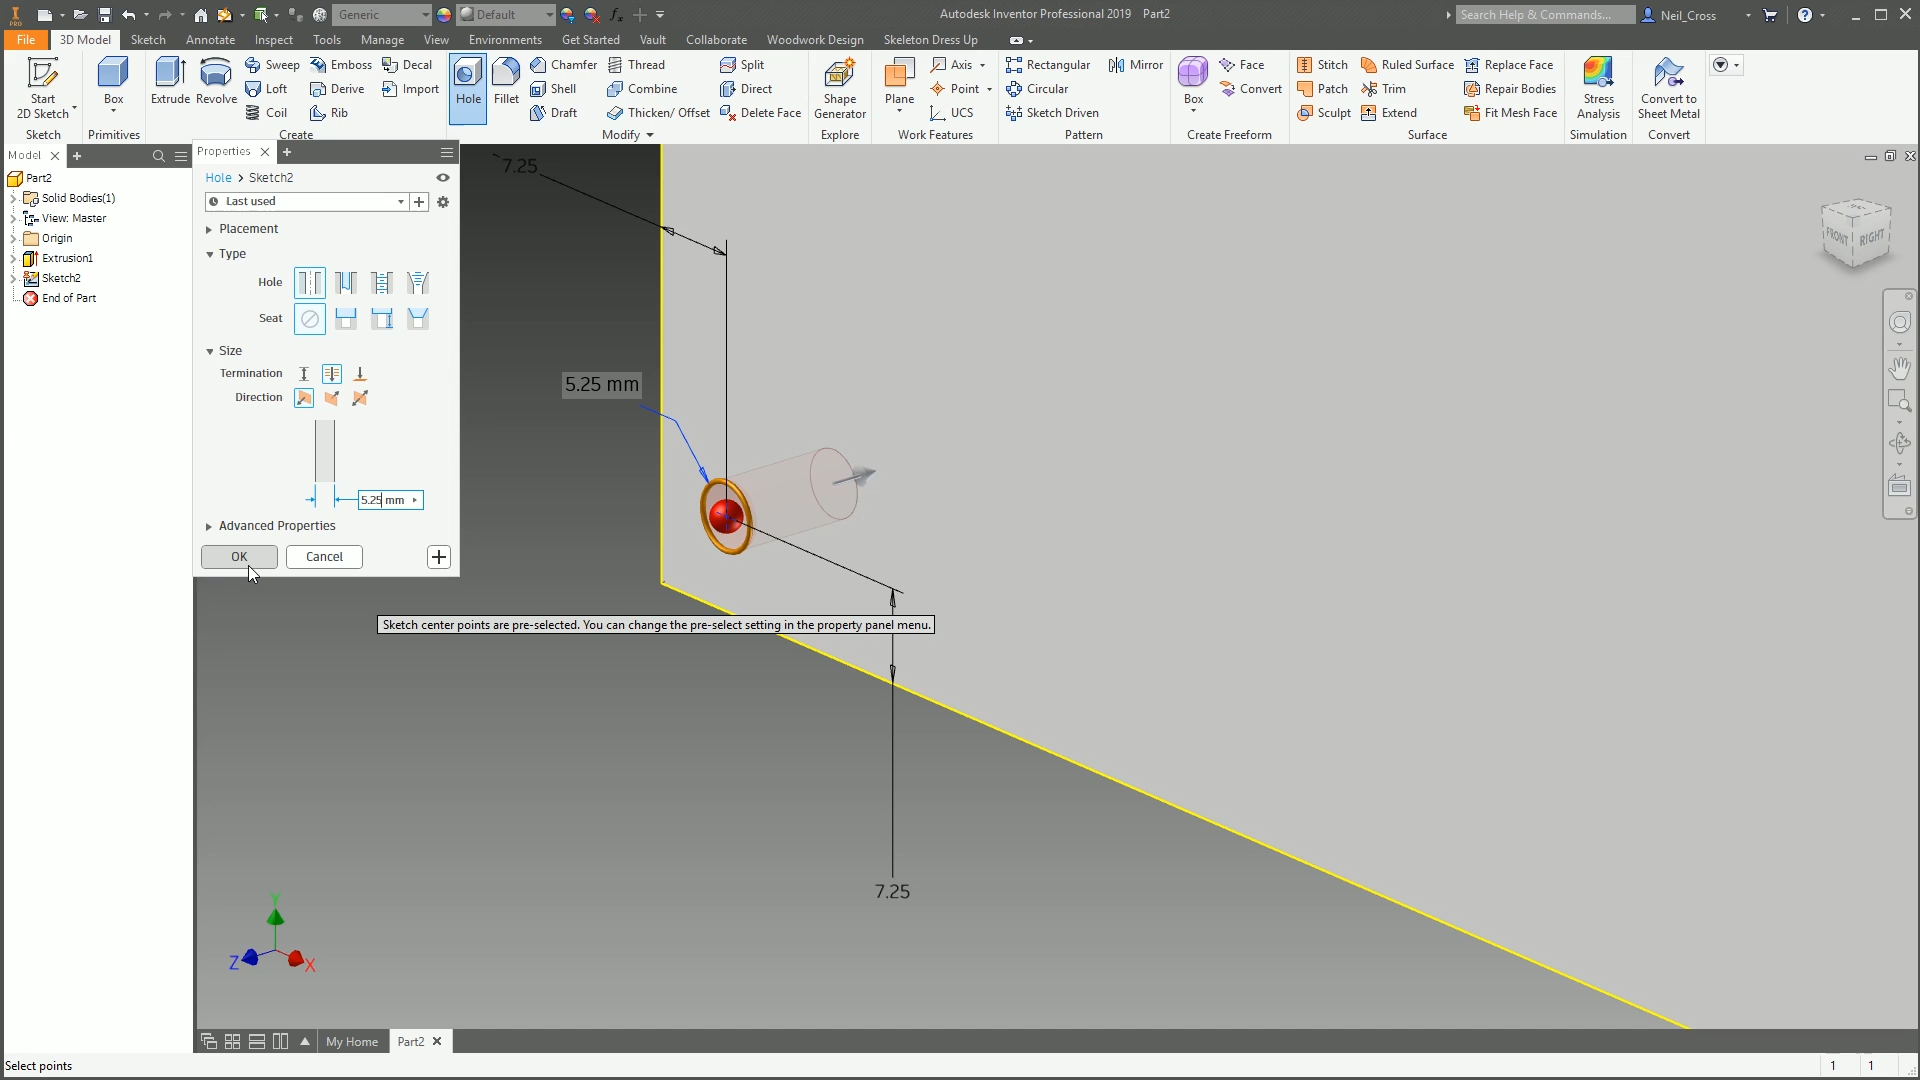 PRO
Generic
Default
Autodesk Inventor Professional 2019 Part2
Search Help & Commands...
Neil_Cross
File 3D Model Sketch Annotate Inspect Tools Manage View Environments Get Started Vault Collaborate Woodwork Design Skeleton Dress Up
Start
2D Sketch
Sketch
Box
Primitives
Extrude
Revolve
Sweep
Emboss
Decal
Loft
Derive
Import
Coil
Rib
Create
Hole
Fillet
Chamfer
Thread
Split
Shell
Combine
Direct
Draft
Thicken/ Offset
Delete Face
Modify
Shape
Generator
Explore
Plane
Axis
Point
UCS
Work Features
Rectangular
Mirror
Circular
Sketch Driven
Pattern
Box
Face
Convert
Create Freeform
Stitch
Ruled Surface
Replace Face
Patch
Trim
Repair Bodies
Sculpt
Extend
Fit Mesh Face
Surface
Stress
Analysis
Simulation
Convert to
Sheet Metal
Convert
Model
Part2
Solid Bodies(1)
View: Master
Origin
Extrusion1
Sketch2
End of Part
Properties
Hole > Sketch2
Last used
Placement
Type
Hole
Seat
Size
Termination
Direction
5.25 mm
Advanced Properties
OK
Cancel
7.25
5.25 mm
Sketch center points are pre-selected. You can change the pre-select setting in the property panel menu.
7.25
FRONT
RIGHT
Y
Z
X
My Home
Part2
Select points
1 1